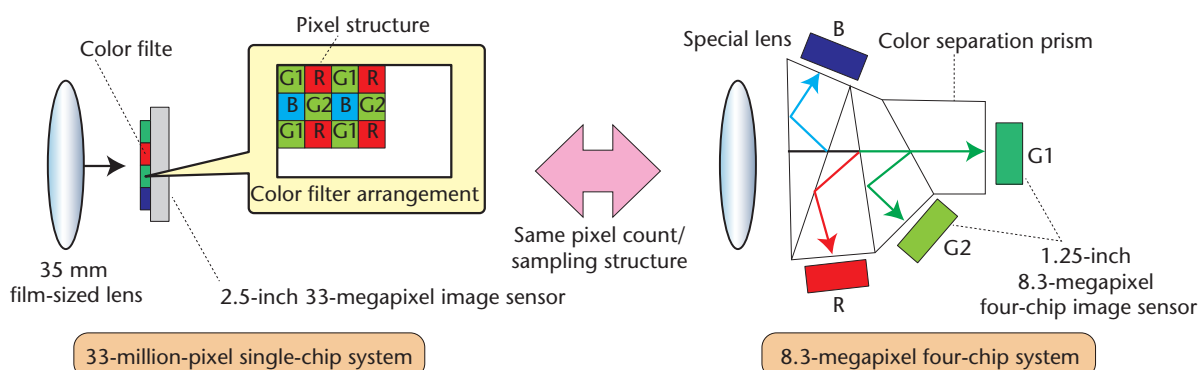 Pixel structure
Color filte
G1 R G1 R
B G2 B G2
G1 R G1 R
Color filter arrangement
35 mm
film-sized lens
2.5-inch 33-megapixel image sensor
33-million-pixel single-chip system
Same pixel count/
sampling structure
Special lens
B
Color separation prism
G1
G2
R
1.25-inch
8.3-megapixel
four-chip image sensor
8.3-megapixel four-chip system